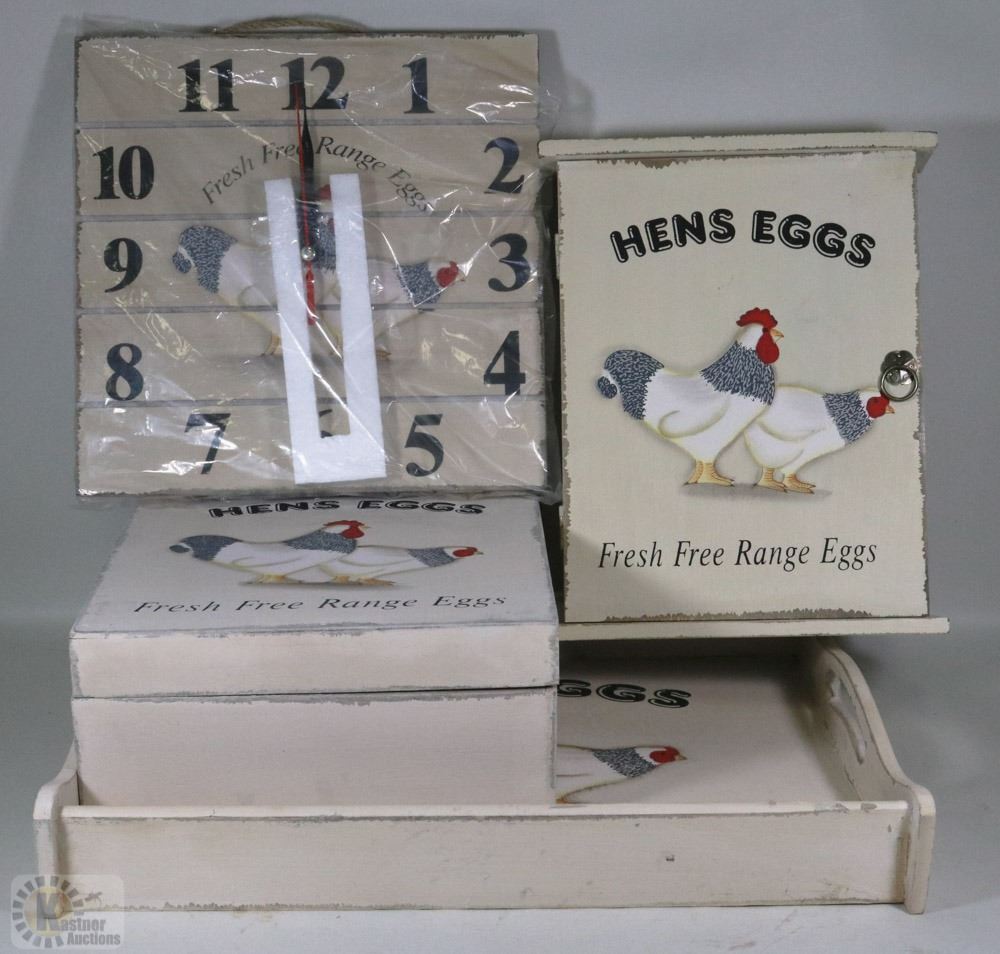 11 12 1
10 2
Fresh Free Range Eggs
9 3
8 4
7 5
HENS EGGS
Fresh Free Range Eggs
HENS EGGS
Fresh Free Range Eggs
GGS
Kastner
Auctions